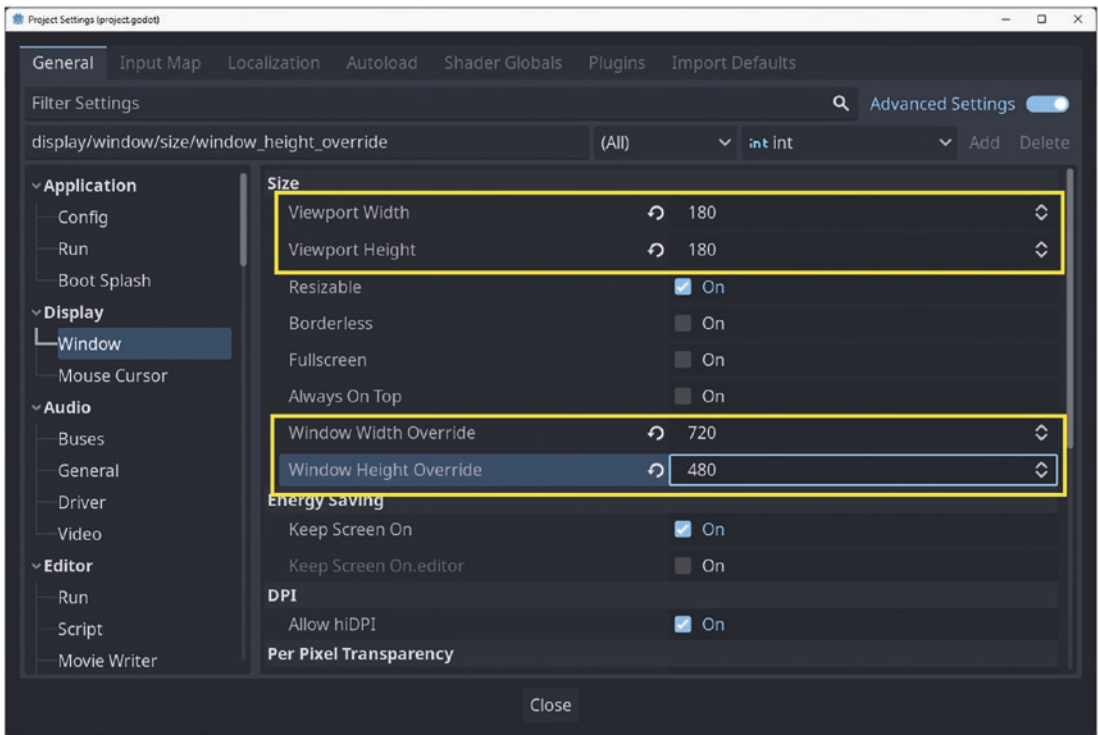 Project Settings (project.godot)
General Input Map Localization Autoload Shader Globals Plugins Import Defaults
Filter Settings Advanced Settings
display/window/size/window_height_override (All) int int Add Delete
Application
Config
Run
Boot Splash
Display
Window
Mouse Cursor
Audio
Buses
General
Driver
Video
Editor
Run
Script
Movie Writer
Size
Viewport Width 180
Viewport Height 180
Resizable On
Borderless On
Fullscreen On
Always On Top On
Window Width Override 720
Window Height Override 480
Energy Saving
Keep Screen On On
Keep Screen On.editor On
DPI
Allow hiDPI On
Per Pixel Transparency
Close